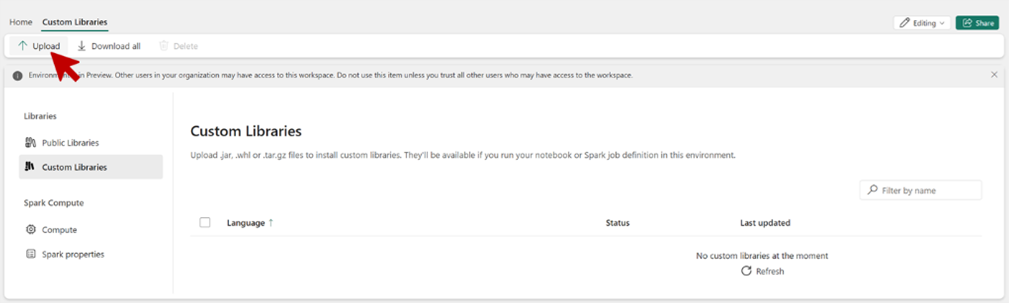 Home Custom Libraries
Editing Share
Upload Download all Delete
Environment in Preview. Other users in your organization may have access to this workspace. Do not use this item unless you trust all other users who may have access to the workspace.
Libraries
Public Libraries
Custom Libraries
Spark Compute
Compute
Spark properties
Custom Libraries
Upload .jar, .whl or .tar.gz files to install custom libraries. They'll be available if you run your notebook or Spark job definition in this environment.
Filter by name
Language ↑ Status Last updated
No custom libraries at the moment
Refresh